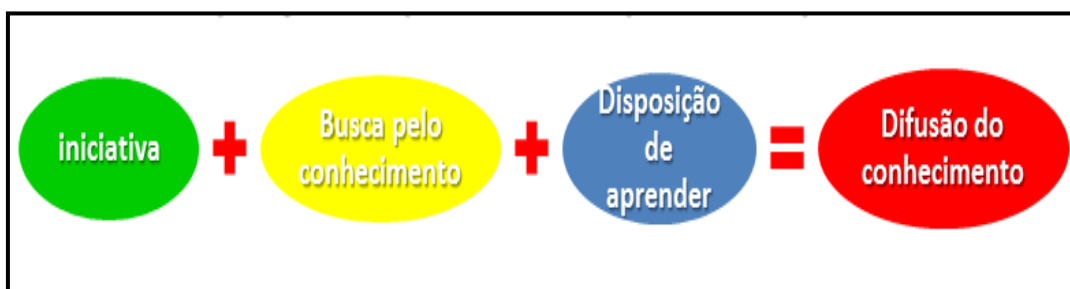 iniciativa
+
Busca pelo
conhecimento
+
Disposição
de
aprender
=
Difusão do
conhecimento